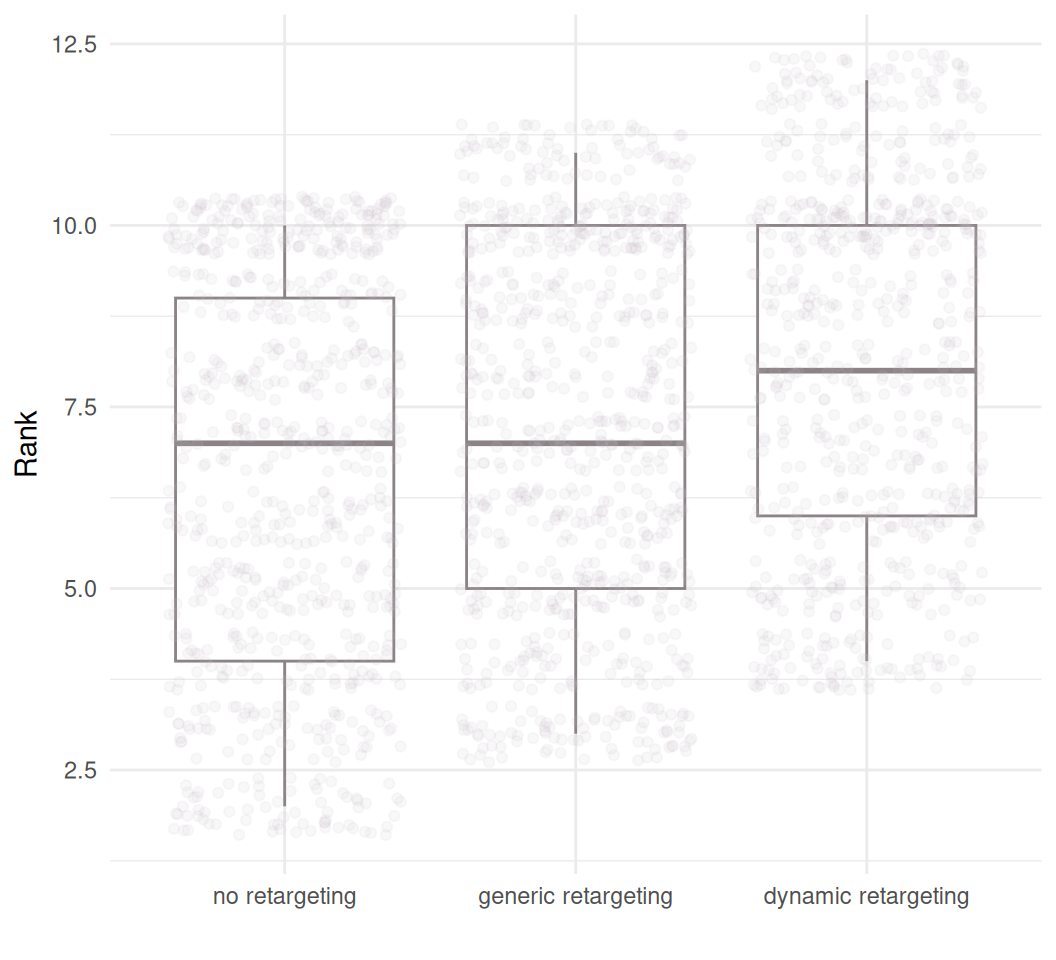 12.5
10.0
7.5
5.0
2.5
Rank
no retargeting
generic retargeting
dynamic retargeting